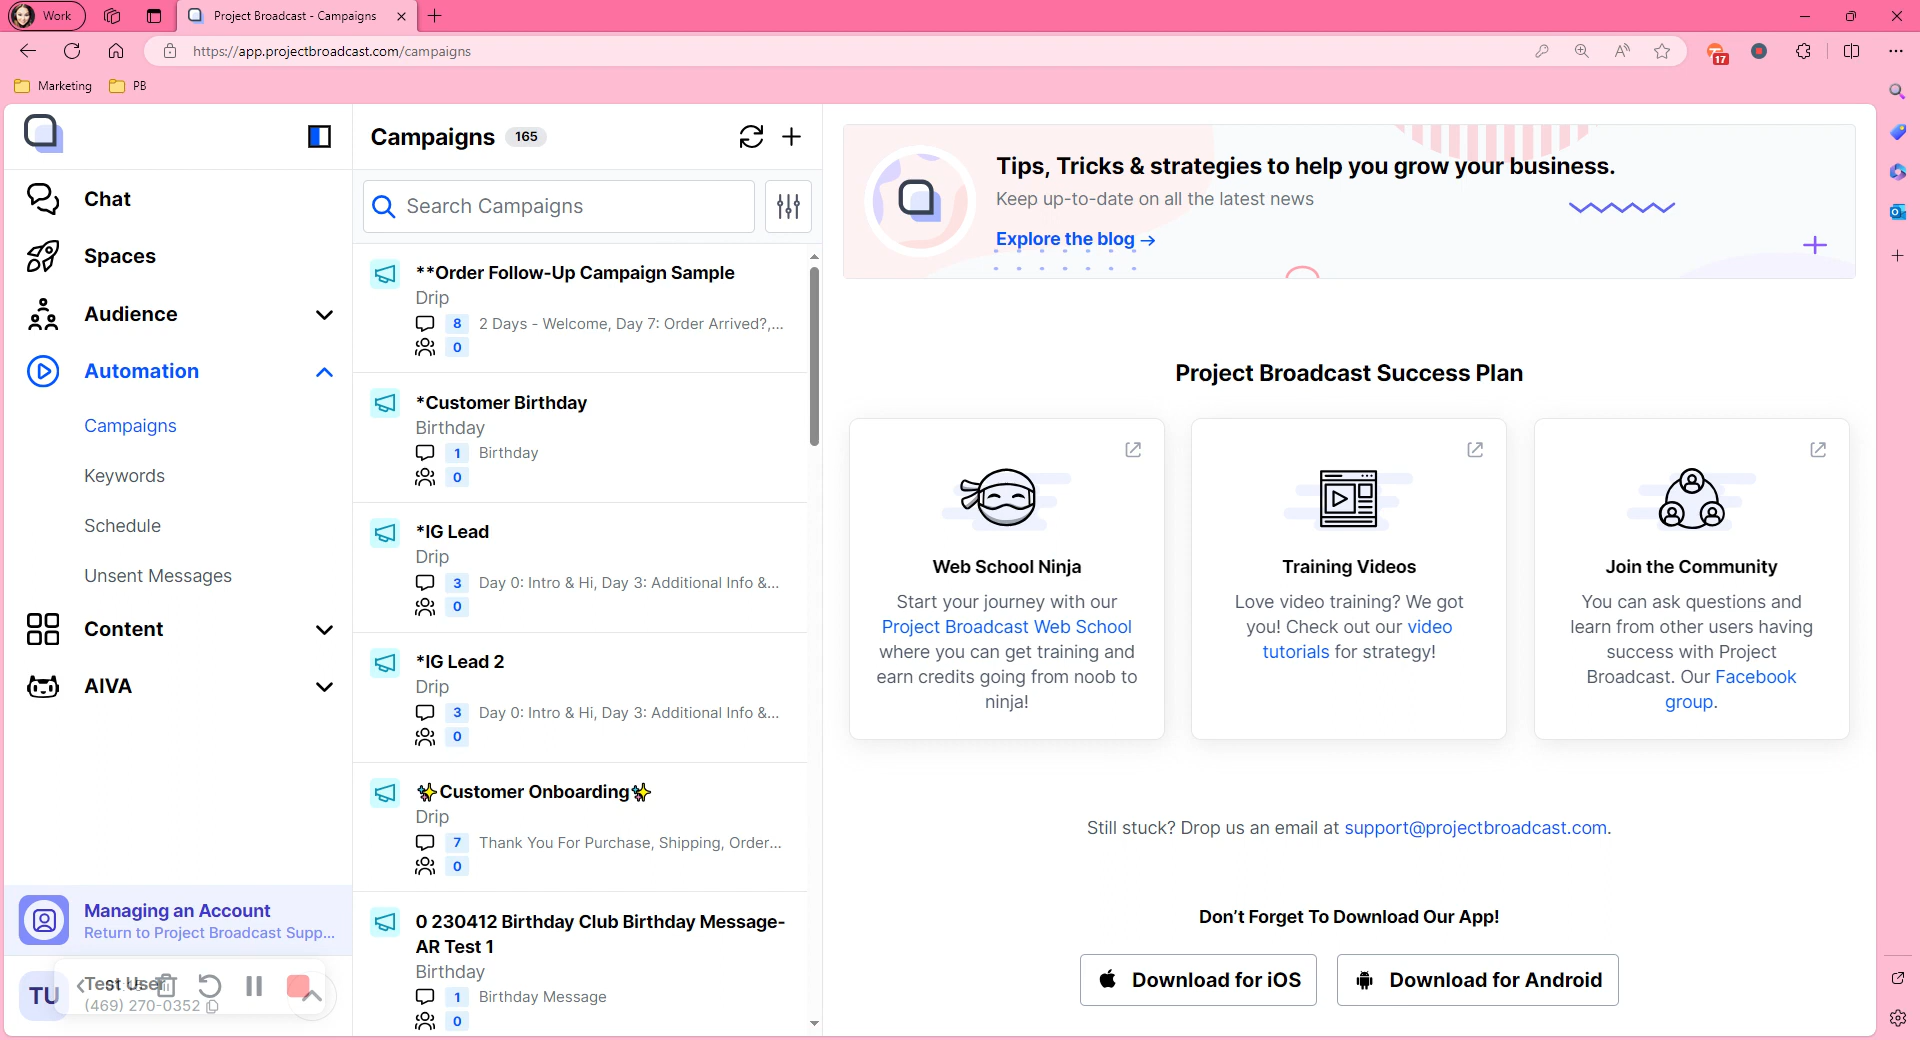 Work
Project Broadcast - Campaigns
https://app.projectbroadcast.com/campaigns
17
Marketing
PB
Campaigns 165
Search Campaigns
Chat
Spaces
Audience
Automation
Campaigns
Keywords
Schedule
Unsent Messages
Content
AIVA
Managing an Account
Return to Project Broadcast Supp...
TU
Test User
(469) 270-0352
**Order Follow-Up Campaign Sample
Drip
8 2 Days - Welcome, Day 7: Order Arrived?,...
0
*Customer Birthday
Birthday
1 Birthday
0
*IG Lead
Drip
3 Day 0: Intro & Hi, Day 3: Additional Info &...
0
*IG Lead 2
Drip
3 Day 0: Intro & Hi, Day 3: Additional Info &...
0
✨Customer Onboarding✨
Drip
7 Thank You For Purchase, Shipping, Order...
0
0 230412 Birthday Club Birthday Message-
AR Test 1
Birthday
1 Birthday Message
0
Tips, Tricks & strategies to help you grow your business.
Keep up-to-date on all the latest news
Explore the blog →
Project Broadcast Success Plan
Web School Ninja
Start your journey with our
Project Broadcast Web School
where you can get training and
earn credits going from noob to
ninja!
Training Videos
Love video training? We got
you! Check out our video
tutorials for strategy!
Join the Community
You can ask questions and
learn from other users having
success with Project
Broadcast. Our Facebook
group.
Still stuck? Drop us an email at support@projectbroadcast.com.
Don't Forget To Download Our App!
Download for iOS
Download for Android